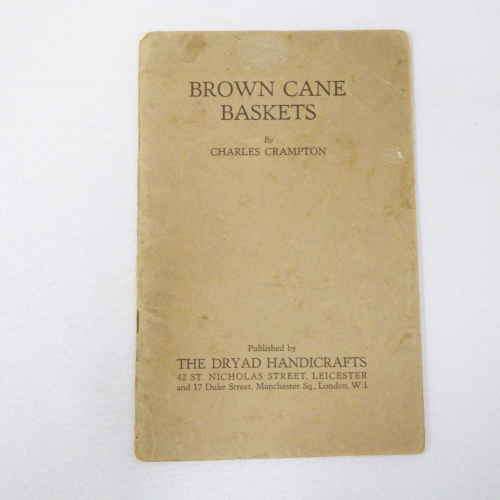 BROWN CANE
BASKETS
By
CHARLES CRAMPTON
Published by
THE DRYAD HANDICRAFTS
42 ST. NICHOLAS STREET, LEICESTER
and 17 Duke Street, Manchester Sq., London, W.1.